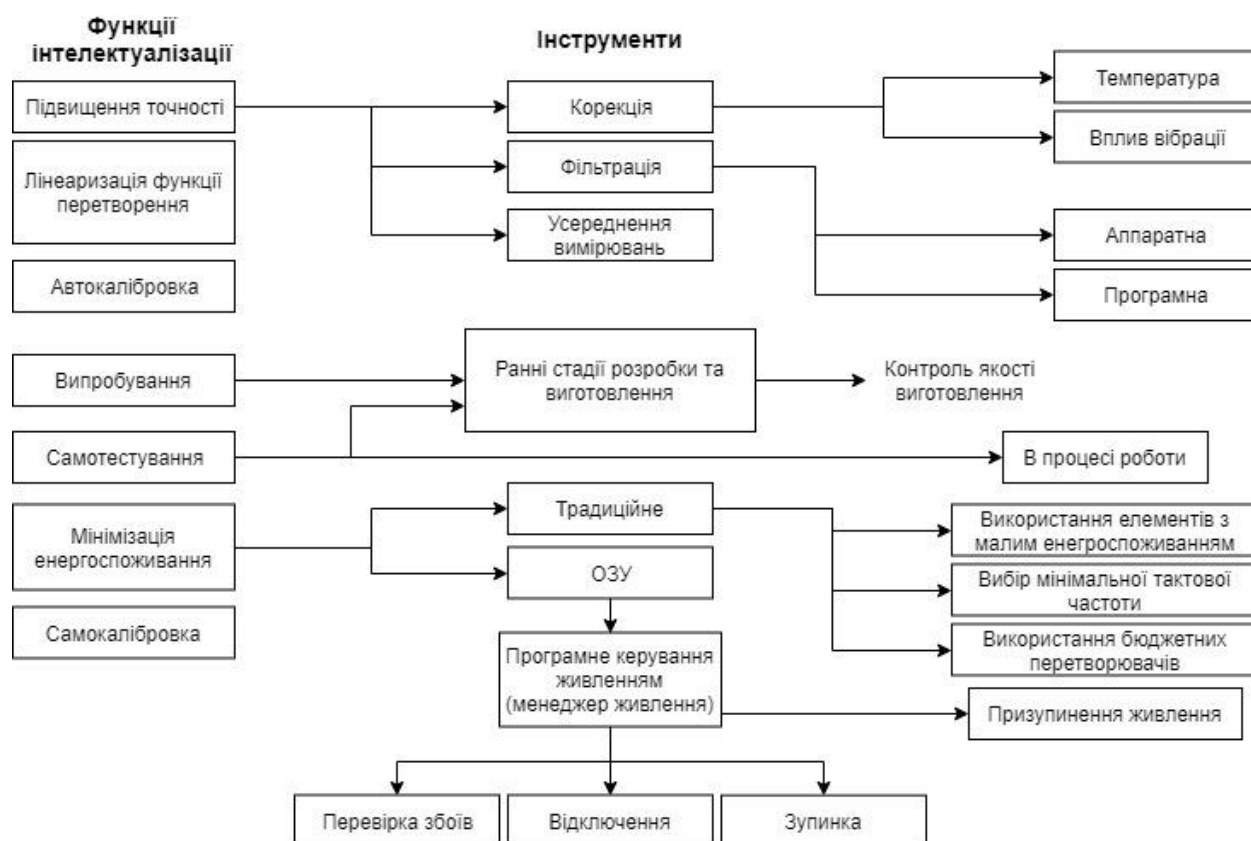 Функції
інтелектуалізації
Інструменти
Підвищення точності
Корекція
Температура
Вплив вібрації
Лінеаризація функції
перетворення
Фільтрація
Усереднення
вимірювань
Аппаратна
Автокалібровка
Програмна
Випробування
Ранні стадії розробки та
виготовлення
Контроль якості
виготовлення
Самотестування
В процесі роботи
Мінімізація
енергоспоживання
Традиційне
Використання елементів з
малим енегроспоживанням
ОЗУ
Вибір мінімальної тактової
частоти
Самокалібровка
Програмне керування
живленням
(менеджер живлення)
Використання бюджетних
перетворювачів
Призупинення живлення
Перевірка збоїв
Відключення
Зупинка